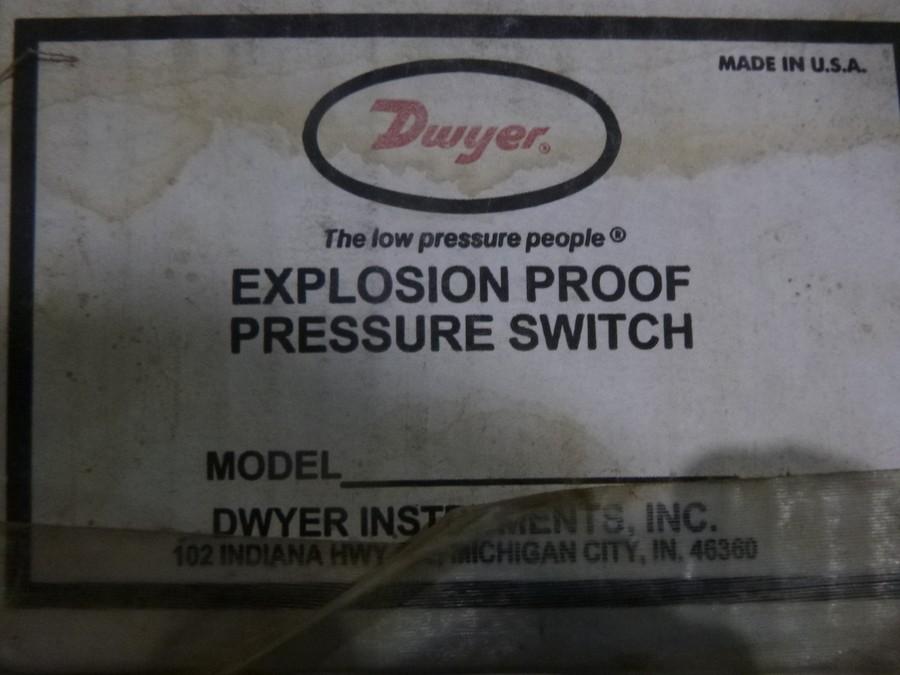 MADE IN U.S.A.
Dwyer®
The low pressure people®
EXPLOSION PROOF
PRESSURE SWITCH
MODEL
DWYER INSTRUMENTS, INC.
102 INDIANA HWY MICHIGAN CITY, IN. 46360